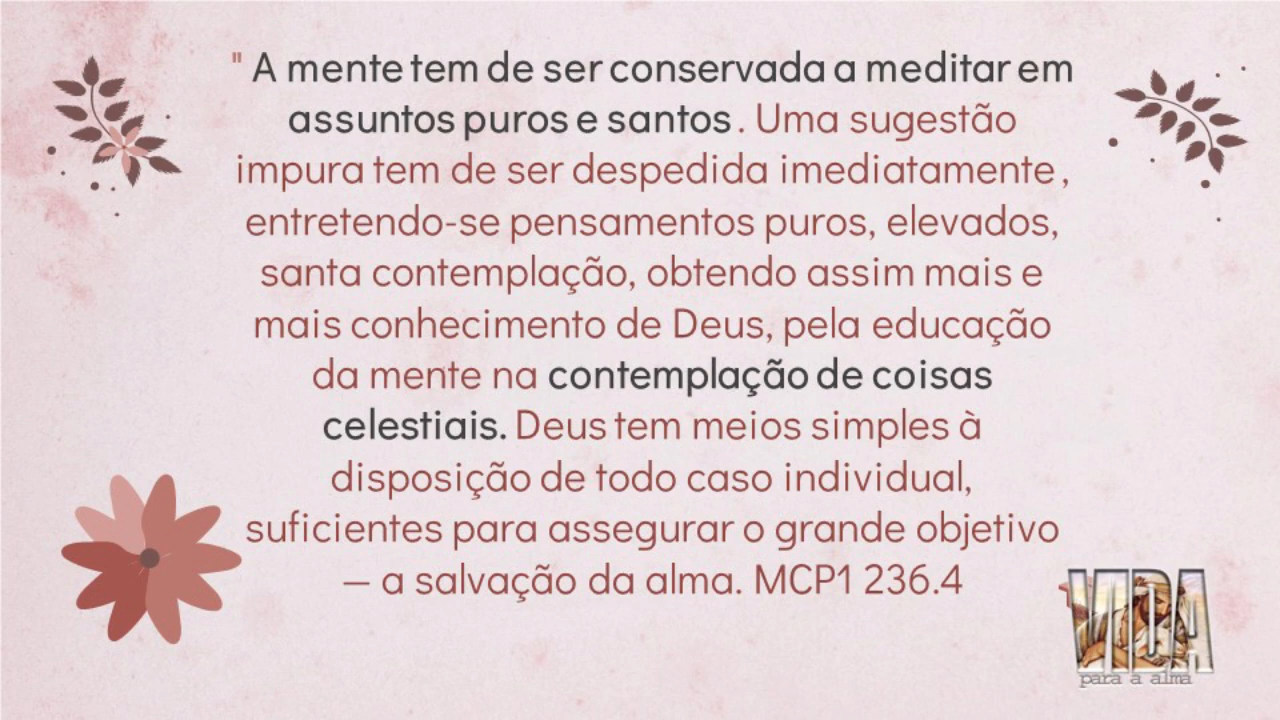 " A mente tem de ser conservada a meditar em
assuntos puros e santos . Uma sugestão
impura tem de ser despedida imediatamente,
entretendo-se pensamentos puros, elevados,
santa contemplação, obtendo assim mais e
mais conhecimento de Deus, pela educação
da mente na contemplação de coisas
celestiais. Deus tem meios simples à
disposição de todo caso individual,
suficientes para assegurar o grande objetivo
— a salvação da alma. MCP1 236.4
VIDA
para a alma